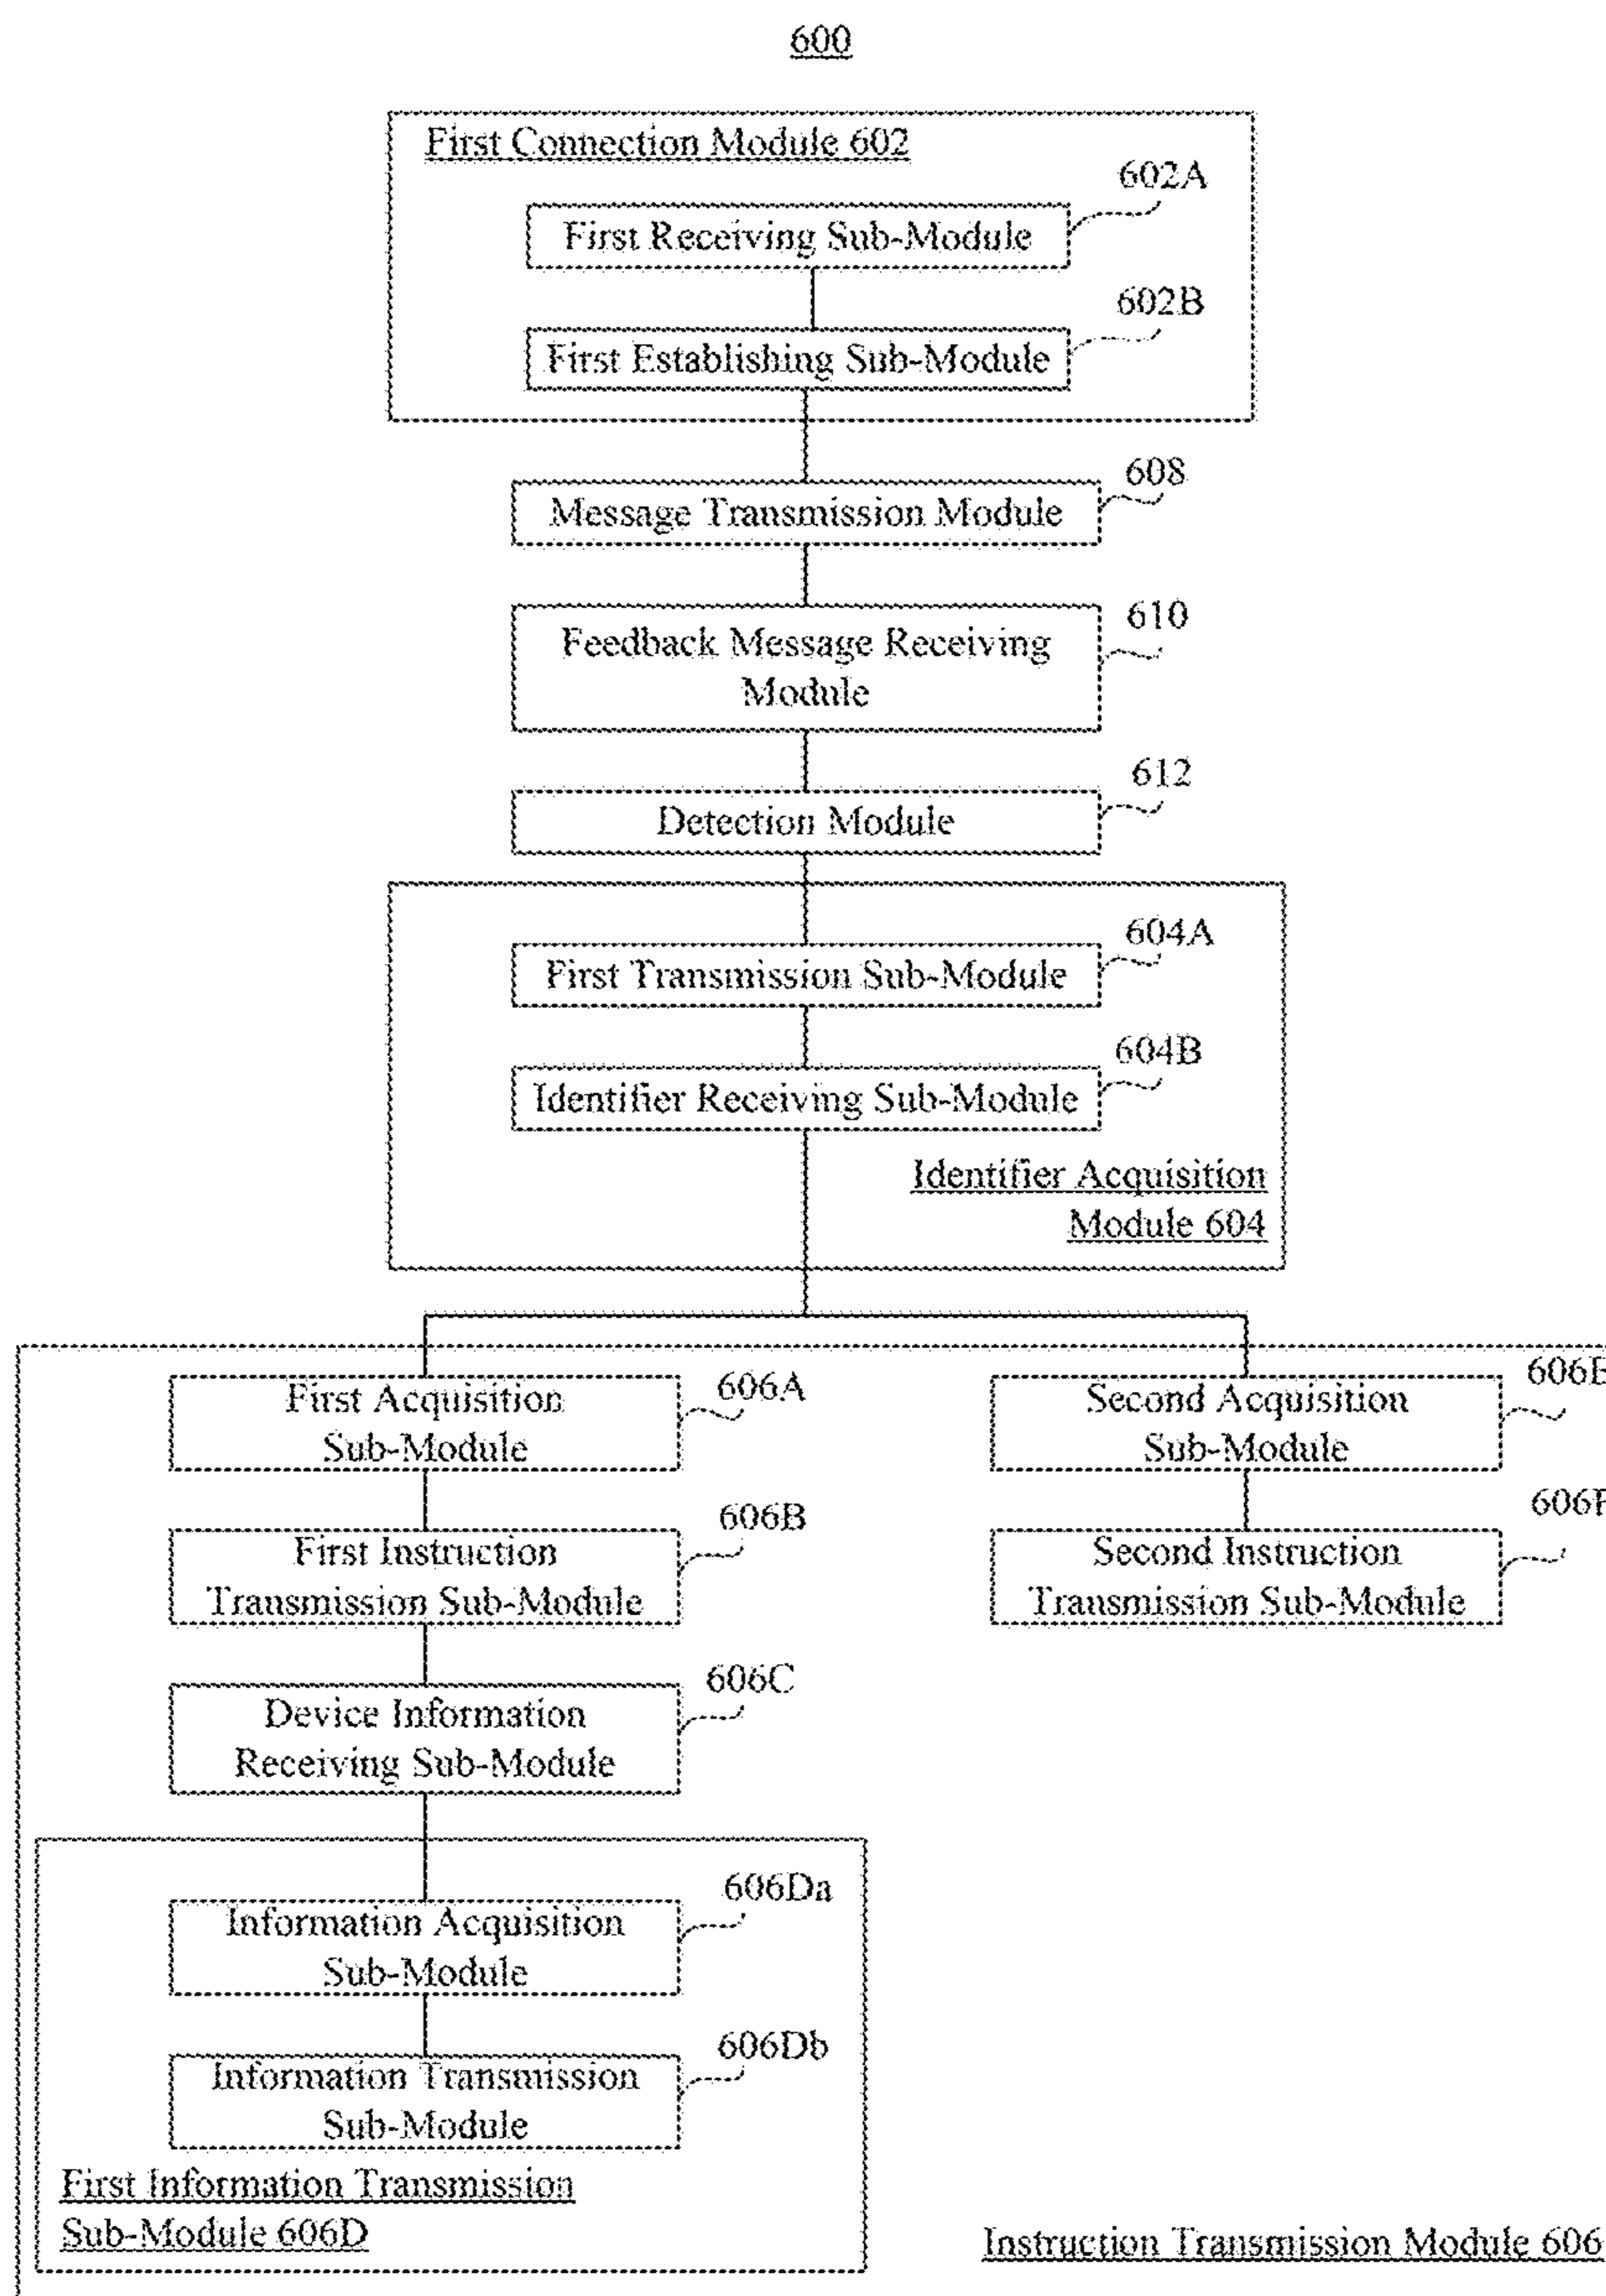 600
First Connection Module 602
602A
First Receiving Sub-Module
602B
First Establishing Sub-Module
608
Message Transmission Module
610
Feedback Message Receiving
Module
612
Detection Module
604A
First Transmission Sub-Module
604B
Identifier Receiving Sub-Module
Identifier Acquisition
Module 604
606A
First Acquisition
Sub-Module
606B
First Instruction
Transmission Sub-Module
606C
Device Information
Receiving Sub-Module
606Da
Information Acquisition
Sub-Module
606Db
Information Transmission
Sub-Module
First Information Transmission
Sub-Module 606D
606E
Second Acquisition
Sub-Module
606F
Second Instruction
Transmission Sub-Module
Instruction Transmission Module 606